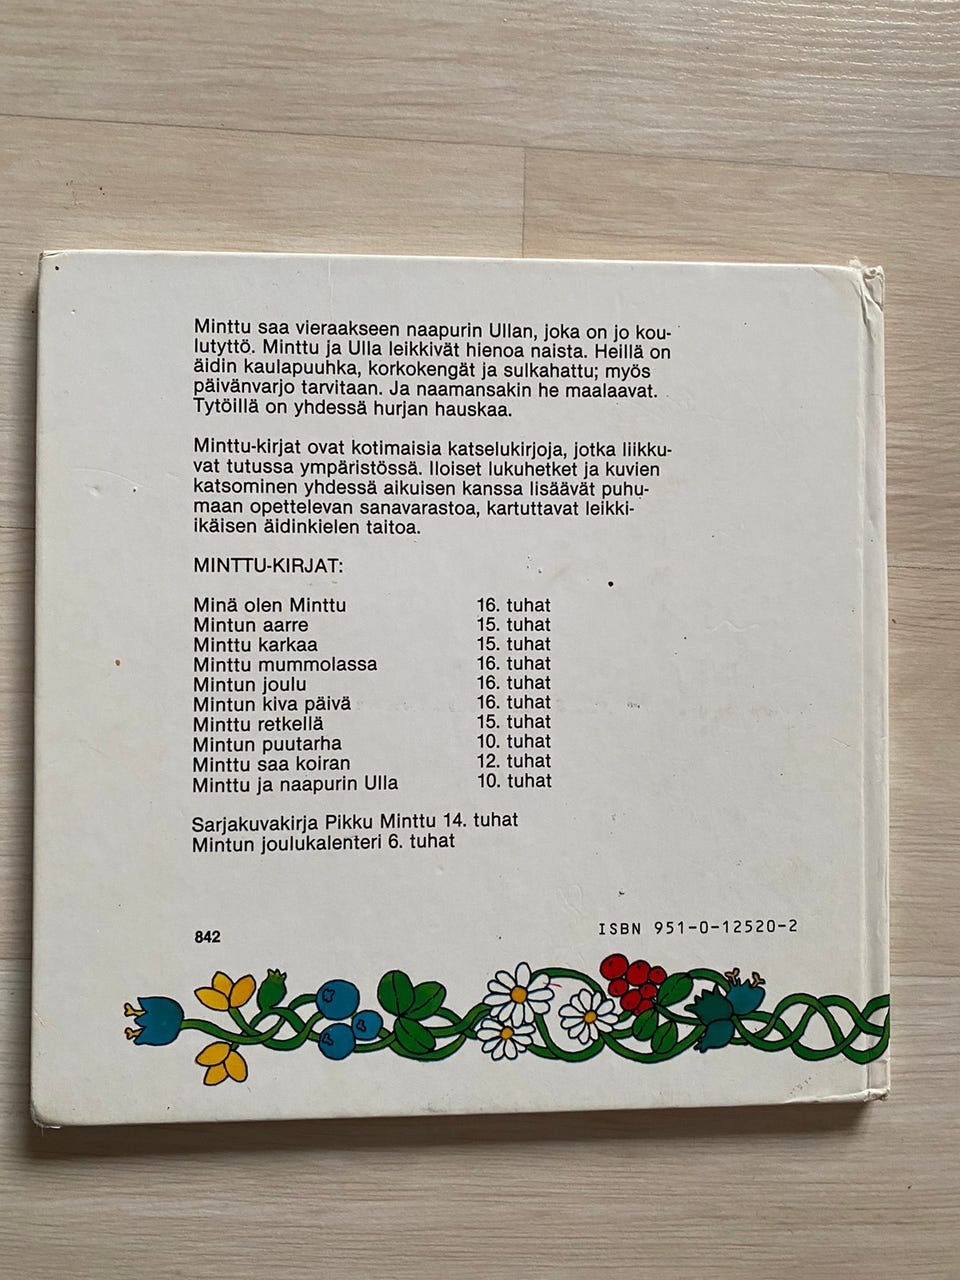 Minttu saa vieraakseen naapurin Ullan, joka on jo kou-
lutyttö. Minttu ja Ulla leikkivät hienoa naista. Heillä on
äidin kaulapuuhka, korkokengät ja sulkahattu; myös
päivänvarjo tarvitaan. Ja naamansakin he maalaavat.
Tytöillä on yhdessä hurjan hauskaa.
Minttu-kirjat ovat kotimaisia katselukirjoja, jotka liikku-
vat tutussa ympäristössä. Iloiset lukuhetket ja kuvien
katsominen yhdessä aikuisen kanssa lisäävät puhu-
maan opettelevan sanavarastoa, kartuttavat leikki-
ikäisen äidinkielen taitoa.
MINTTU-KIRJAT:
Minä olen Minttu 16. tuhat
Mintun aarre 15. tuhat
Minttu karkaa 15. tuhat
Minttu mummolassa 16. tuhat
Mintun joulu 16. tuhat
Mintun kiva päivä 16. tuhat
Minttu retkellä 15. tuhat
Mintun puutarha 10. tuhat
Minttu saa koiran 12. tuhat
Minttu ja naapurin Ulla 10. tuhat
Sarjakuvakirja Pikku Minttu 14. tuhat
Mintun joulukalenteri 6. tuhat
842 ISBN 951-0-12520-2